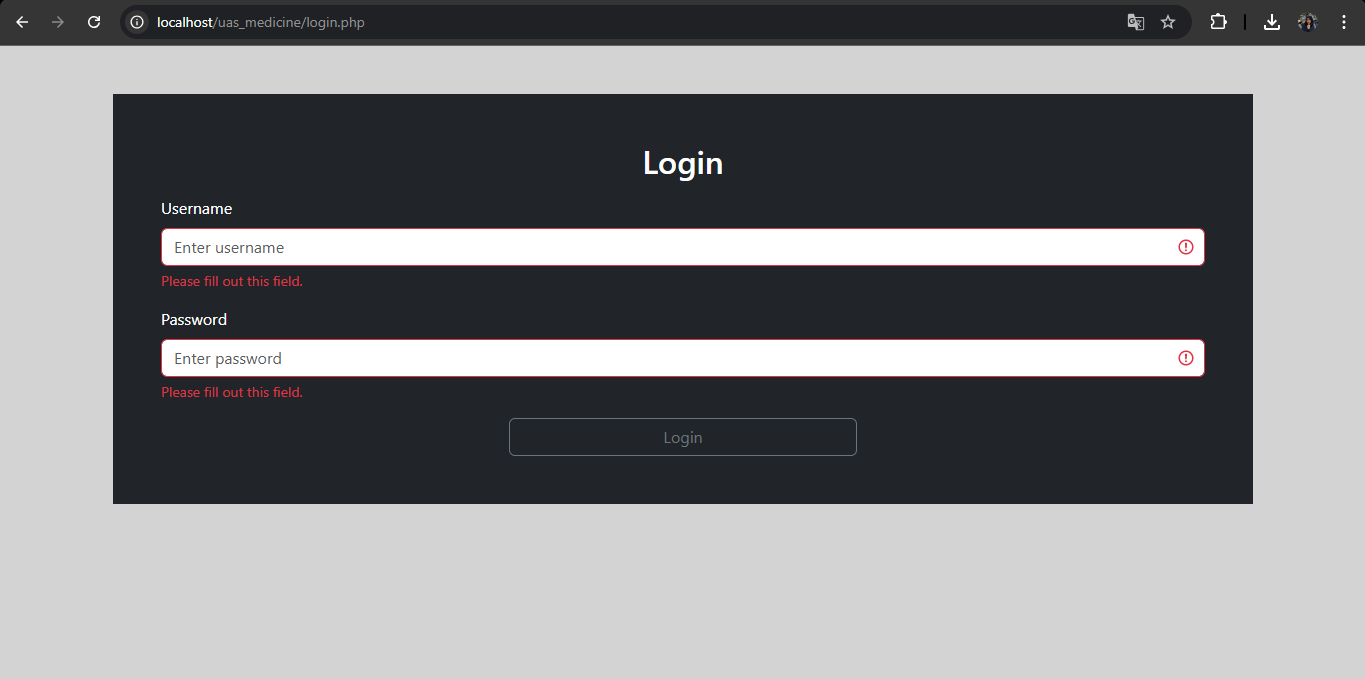 localhost/uas_medicine/login.php
Login
Username
Enter username
Please fill out this field.
Password
Enter password
Please fill out this field.
Login